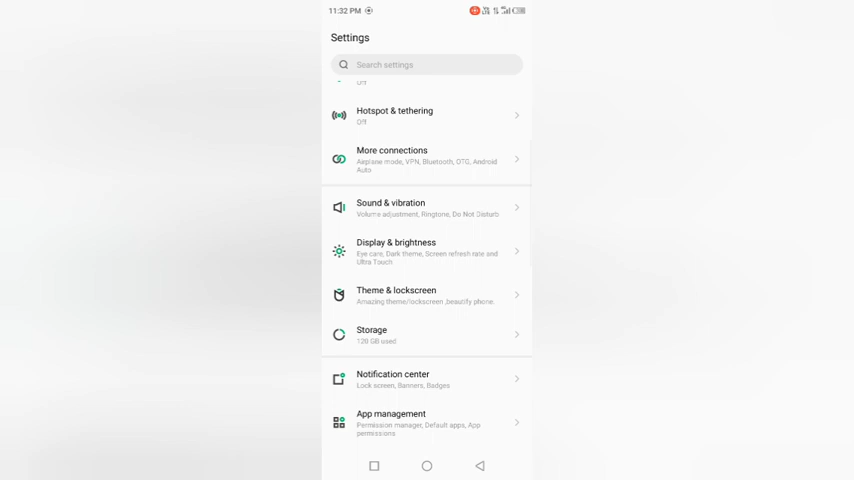 11:32 PM
Settings
Search settings
Off
Hotspot & tethering
Off
More connections
Airplane mode, VPN, Bluetooth, OTG, Android
Auto
Sound & vibration
Volume adjustment, Ringtone, Do Not Disturb
Display & brightness
Eye care, Dark theme, Screen refresh rate and
Ultra Touch
Theme & lockscreen
Amazing theme/lockscreen ,beautify phone.
Storage
128 GB used
Notification center
Lock screen, Banners, Badges
App management
Permission manager, Default apps, App
permissions